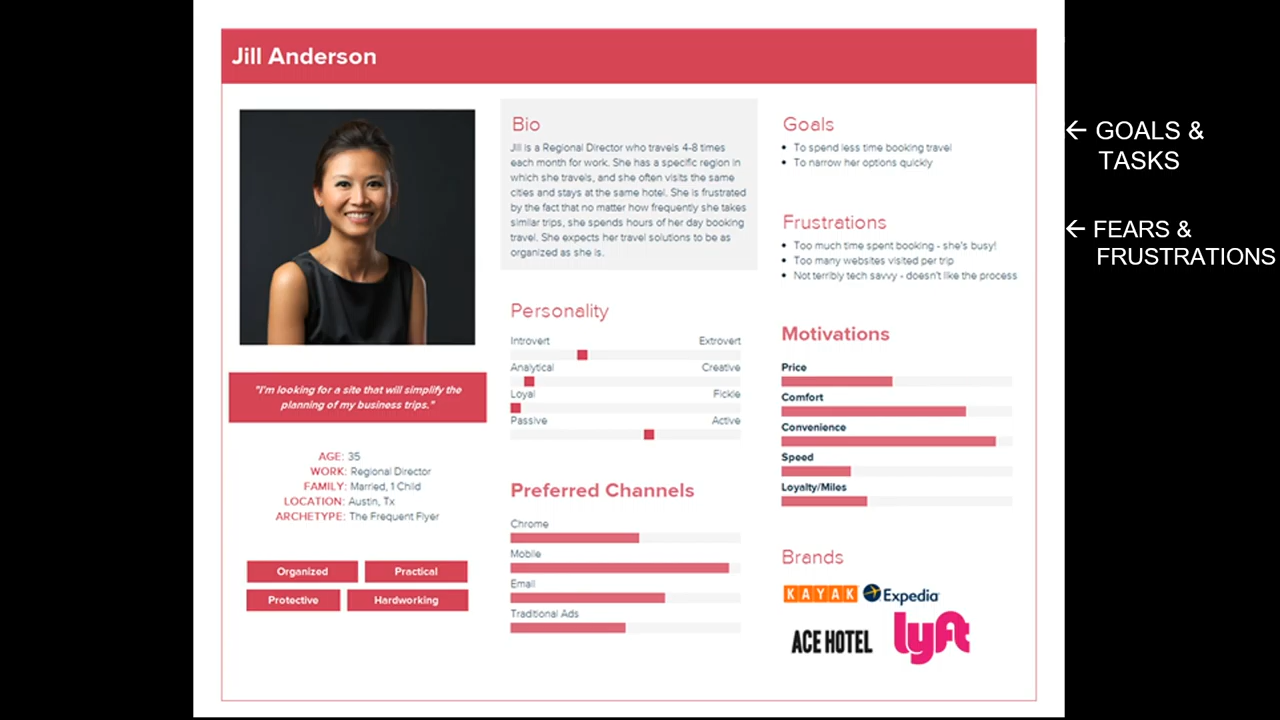 Jill Anderson
"I'm looking for a site that will simplify the
planning of my business trips."
AGE: 35
WORK: Regional Director
FAMILY: Married, 1 Child
LOCATION: Austin, Tx
ARCHETYPE: The Frequent Flyer
Organized Practical
Protective Hardworking
Bio
Jill is a Regional Director who travels 4-8 times
each month for work. She has a specific region in
which she travels, and she often visits the same
cities and stays at the same hotel. She is frustrated
by the fact that no matter how frequently she takes
similar trips, she spends hours of her day booking
travel. She expects her travel solutions to be as
organized as she is.
Personality
Introvert Extrovert
Analytical Creative
Loyal Fickle
Passive Active
Preferred Channels
Chrome
Mobile
Email
Traditional Ads
Goals
• To spend less time booking travel
• To narrow her options quickly
Frustrations
• Too much time spent booking - she's busy!
• Too many websites visited per trip
• Not terribly tech savvy - doesn't like the process
Motivations
Price
Comfort
Convenience
Speed
Loyalty/Miles
Brands
KAYAK Expedia
ACE HOTEL lyft
← GOALS &
TASKS
← FEARS &
FRUSTRATIONS